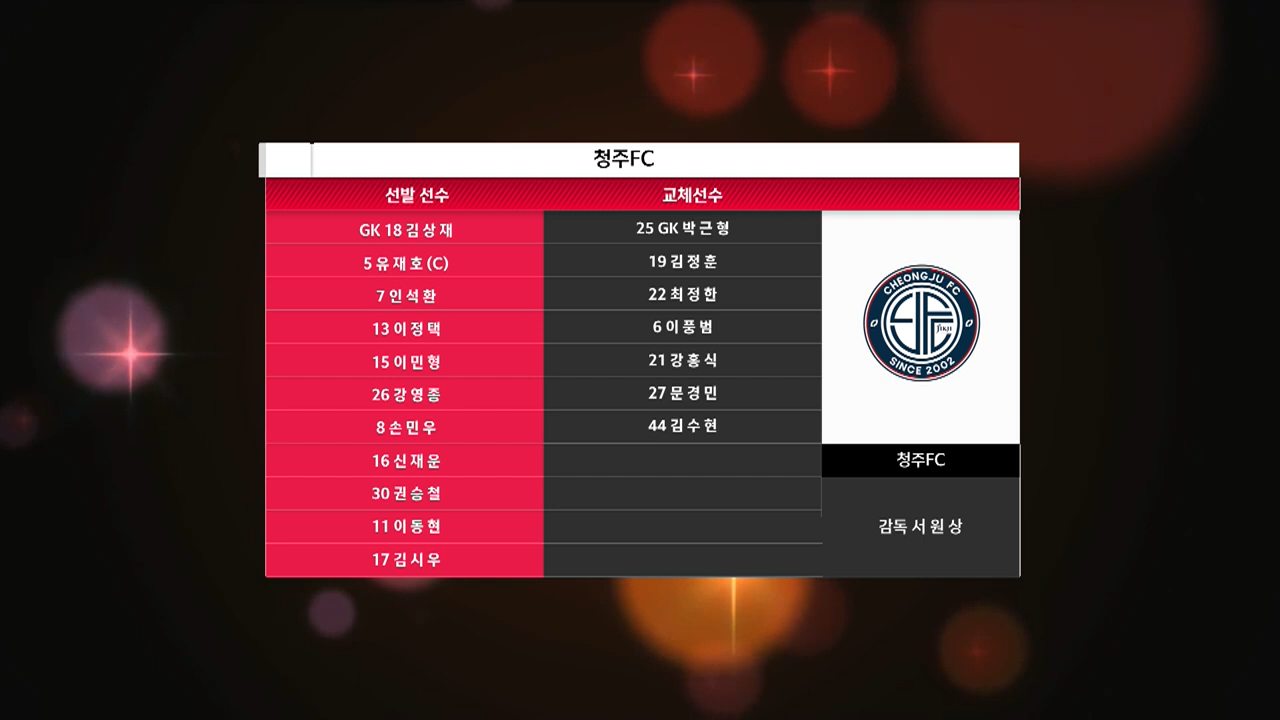 청주FC
선발 선수
교체선수
GK 18 김상재
25 GK 박근형
5 유재호 (C)
19 김정훈
7 인석환
22 최정한
13 이정택
6 이풍범
15 이민형
21 강홍식
26 강영종
27 문경민
8 손민우
44 김수현
16 신재운
30 권승철
11 이동현
17 김시우
CHEONGJU FC
JIKJI
SINCE 2002
청주FC
감독 서원상